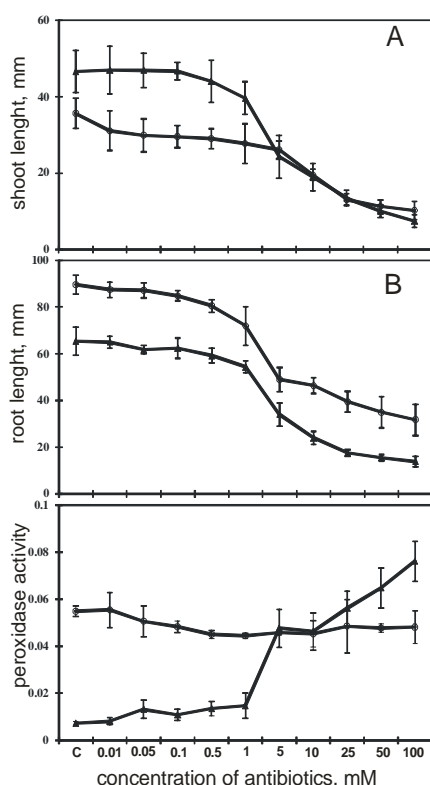 A
shoot lenght, mm
60
40
20
0
B
root lenght, mm
100
80
60
40
20
0
peroxidase activity
0.1
0.08
0.06
0.04
0.02
0
C 0.01 0.05 0.1 0.5 1 5 10 25 50 100
concentration of antibiotics, mM